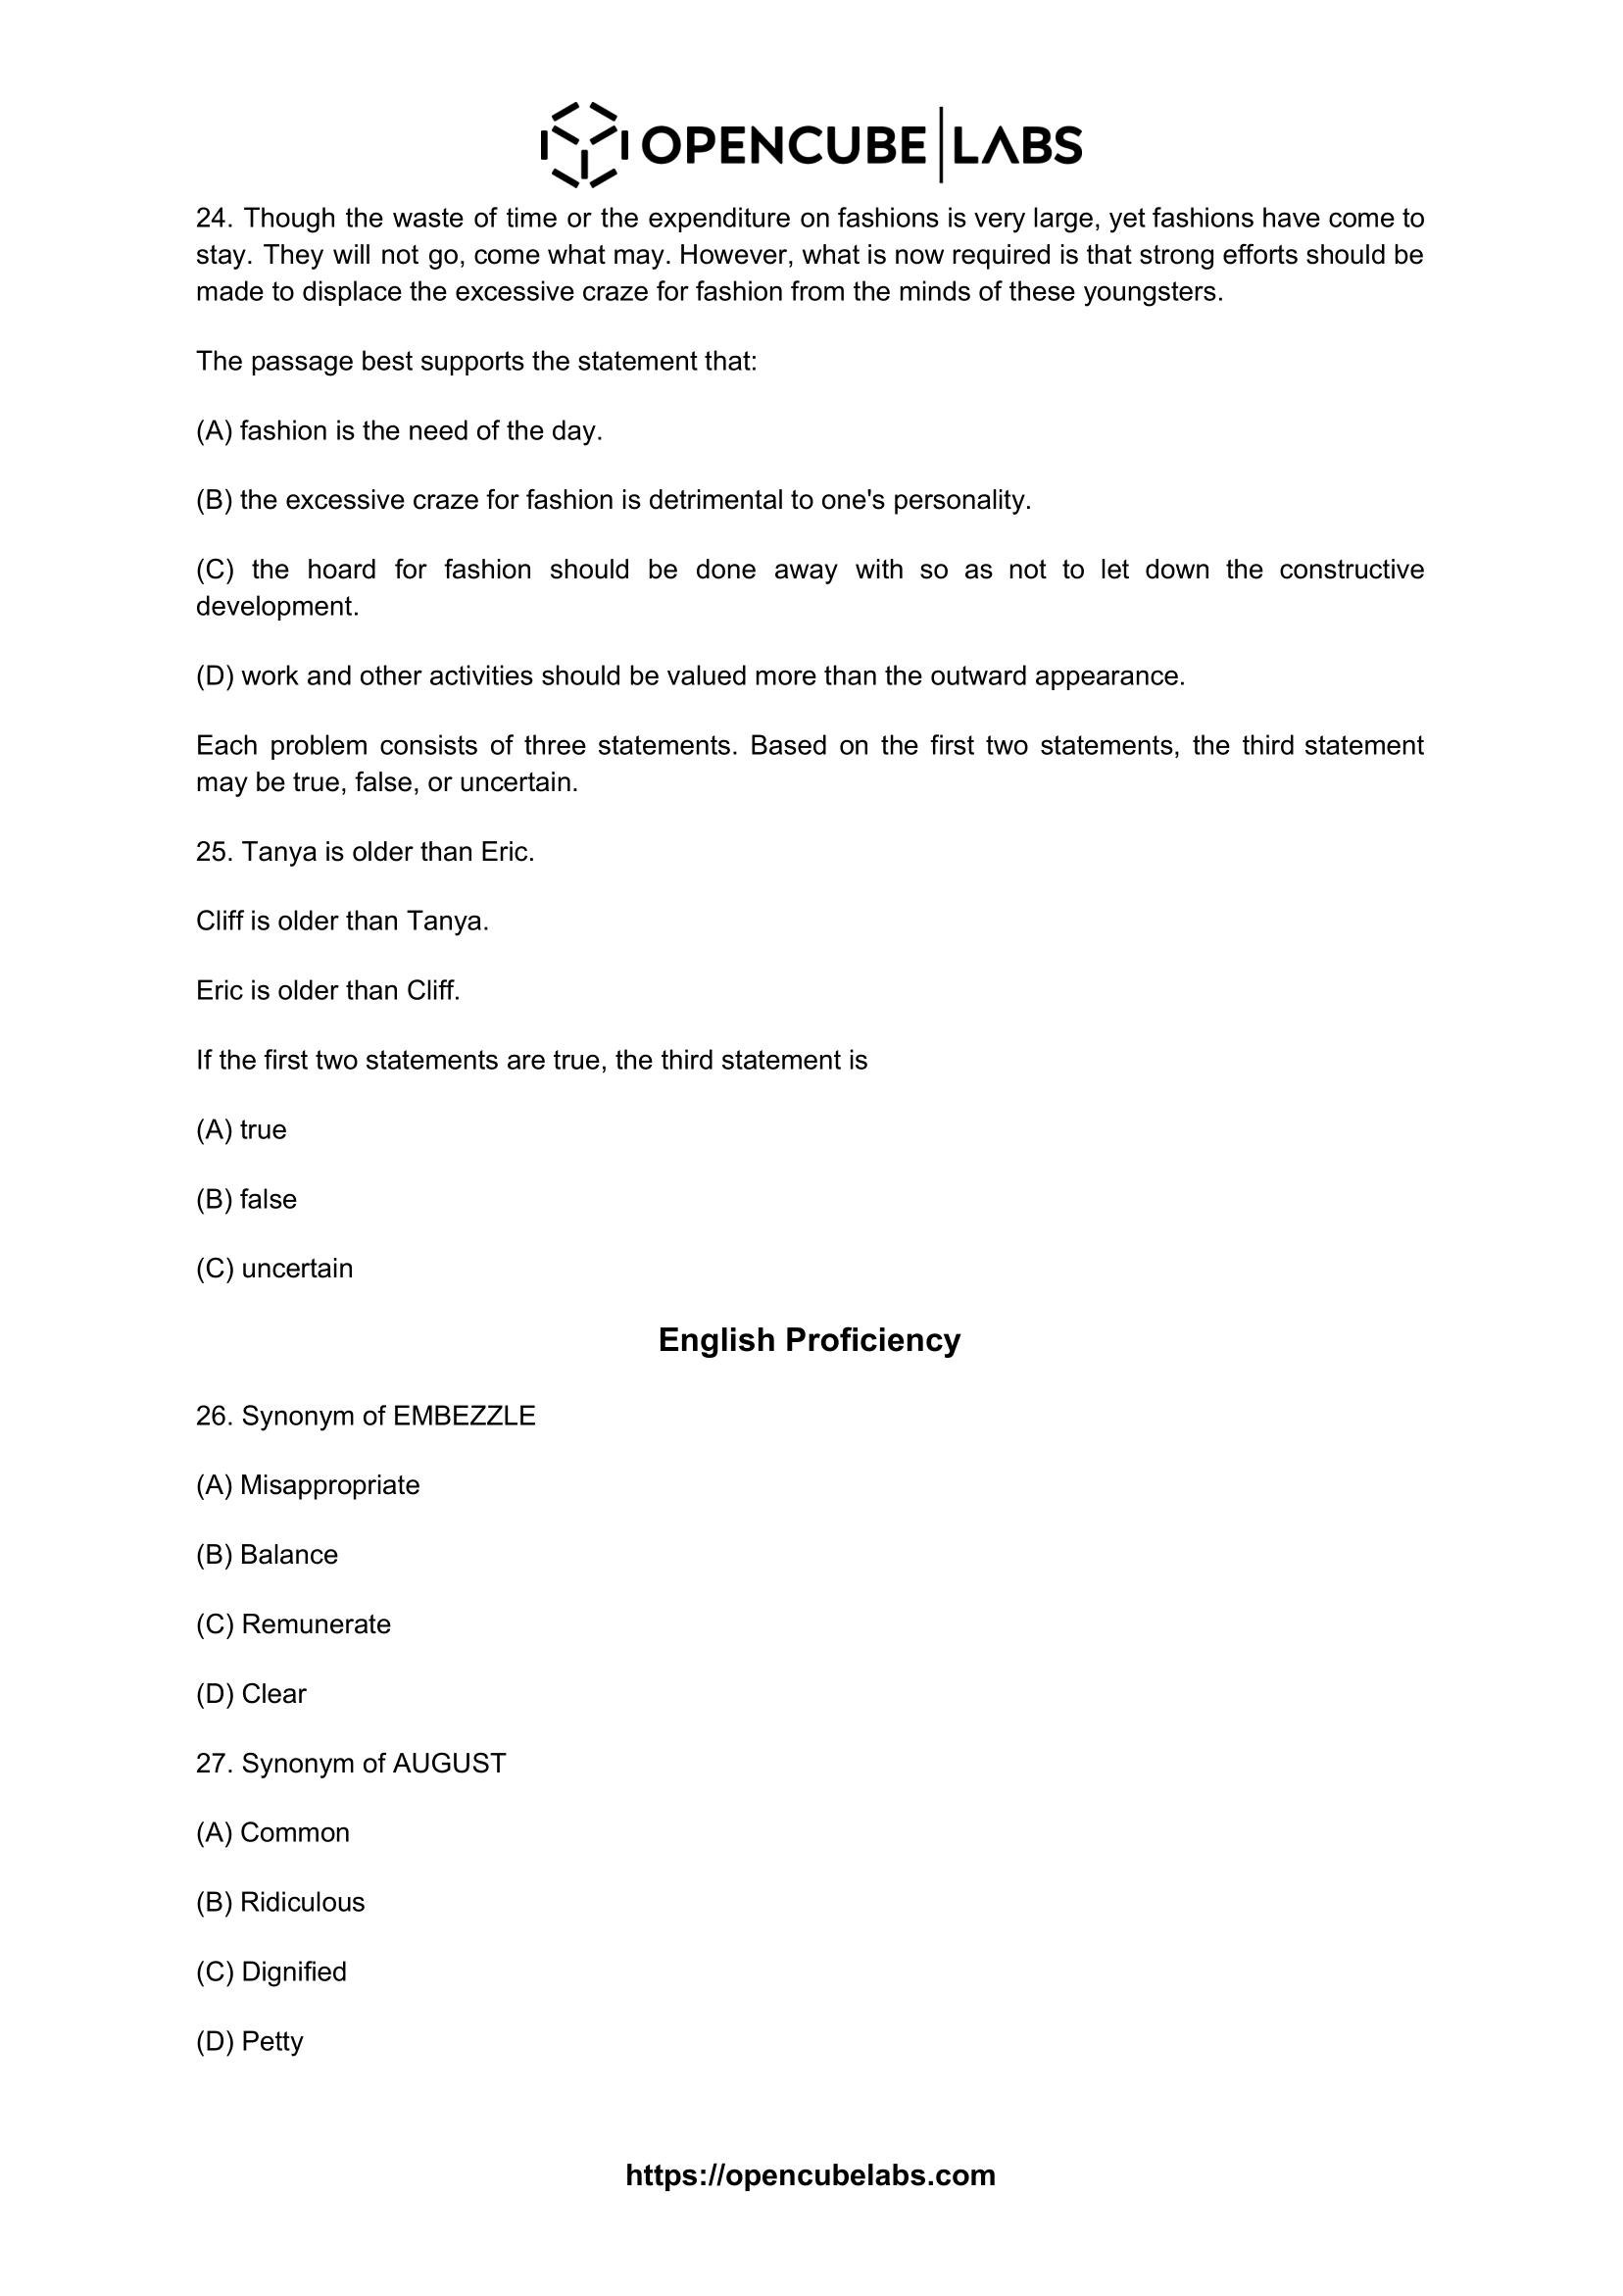 OPENCUBE LABS
24. Though the waste of time or the expenditure on fashions is very large, yet fashions have come to
stay. They will not go, come what may. However, what is now required is that strong efforts should be
made to displace the excessive craze for fashion from the minds of these youngsters.
The passage best supports the statement that:
(A) fashion is the need of the day.
(B) the excessive craze for fashion is detrimental to one's personality.
(C) the hoard for fashion should be done away with so as not to let down the constructive
development.
(D) work and other activities should be valued more than the outward appearance.
Each problem consists of three statements. Based on the first two statements, the third statement
may be true, false, or uncertain.
25. Tanya is older than Eric.
Cliff is older than Tanya.
Eric is older than Cliff.
If the first two statements are true, the third statement is
(A) true
(B) false
(C) uncertain
English Proficiency
26. Synonym of EMBEZZLE
(A) Misappropriate
(B) Balance
(C) Remunerate
(D) Clear
27. Synonym of AUGUST
(A) Common
(B) Ridiculous
(C) Dignified
(D) Petty
https://opencubelabs.com